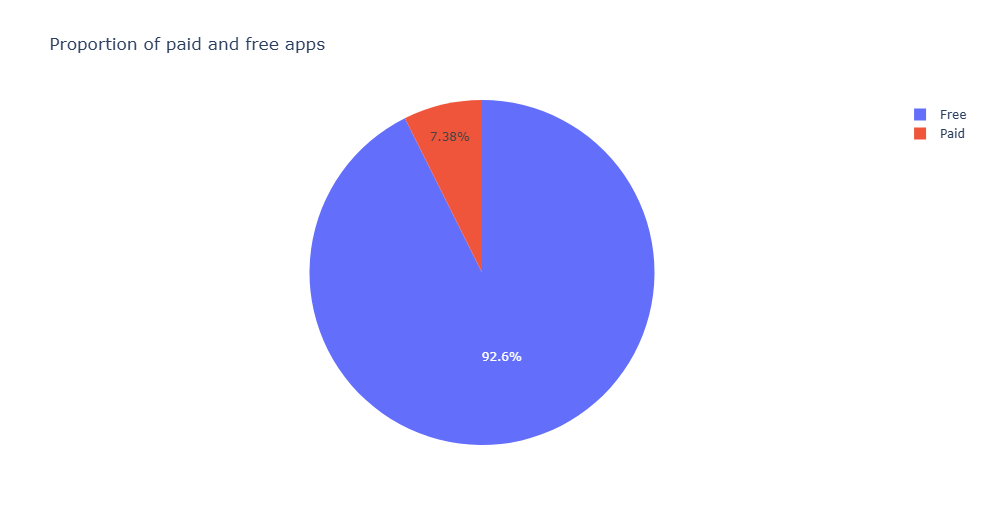 Proportion of paid and free apps
Free
Paid
7.38%
92.6%